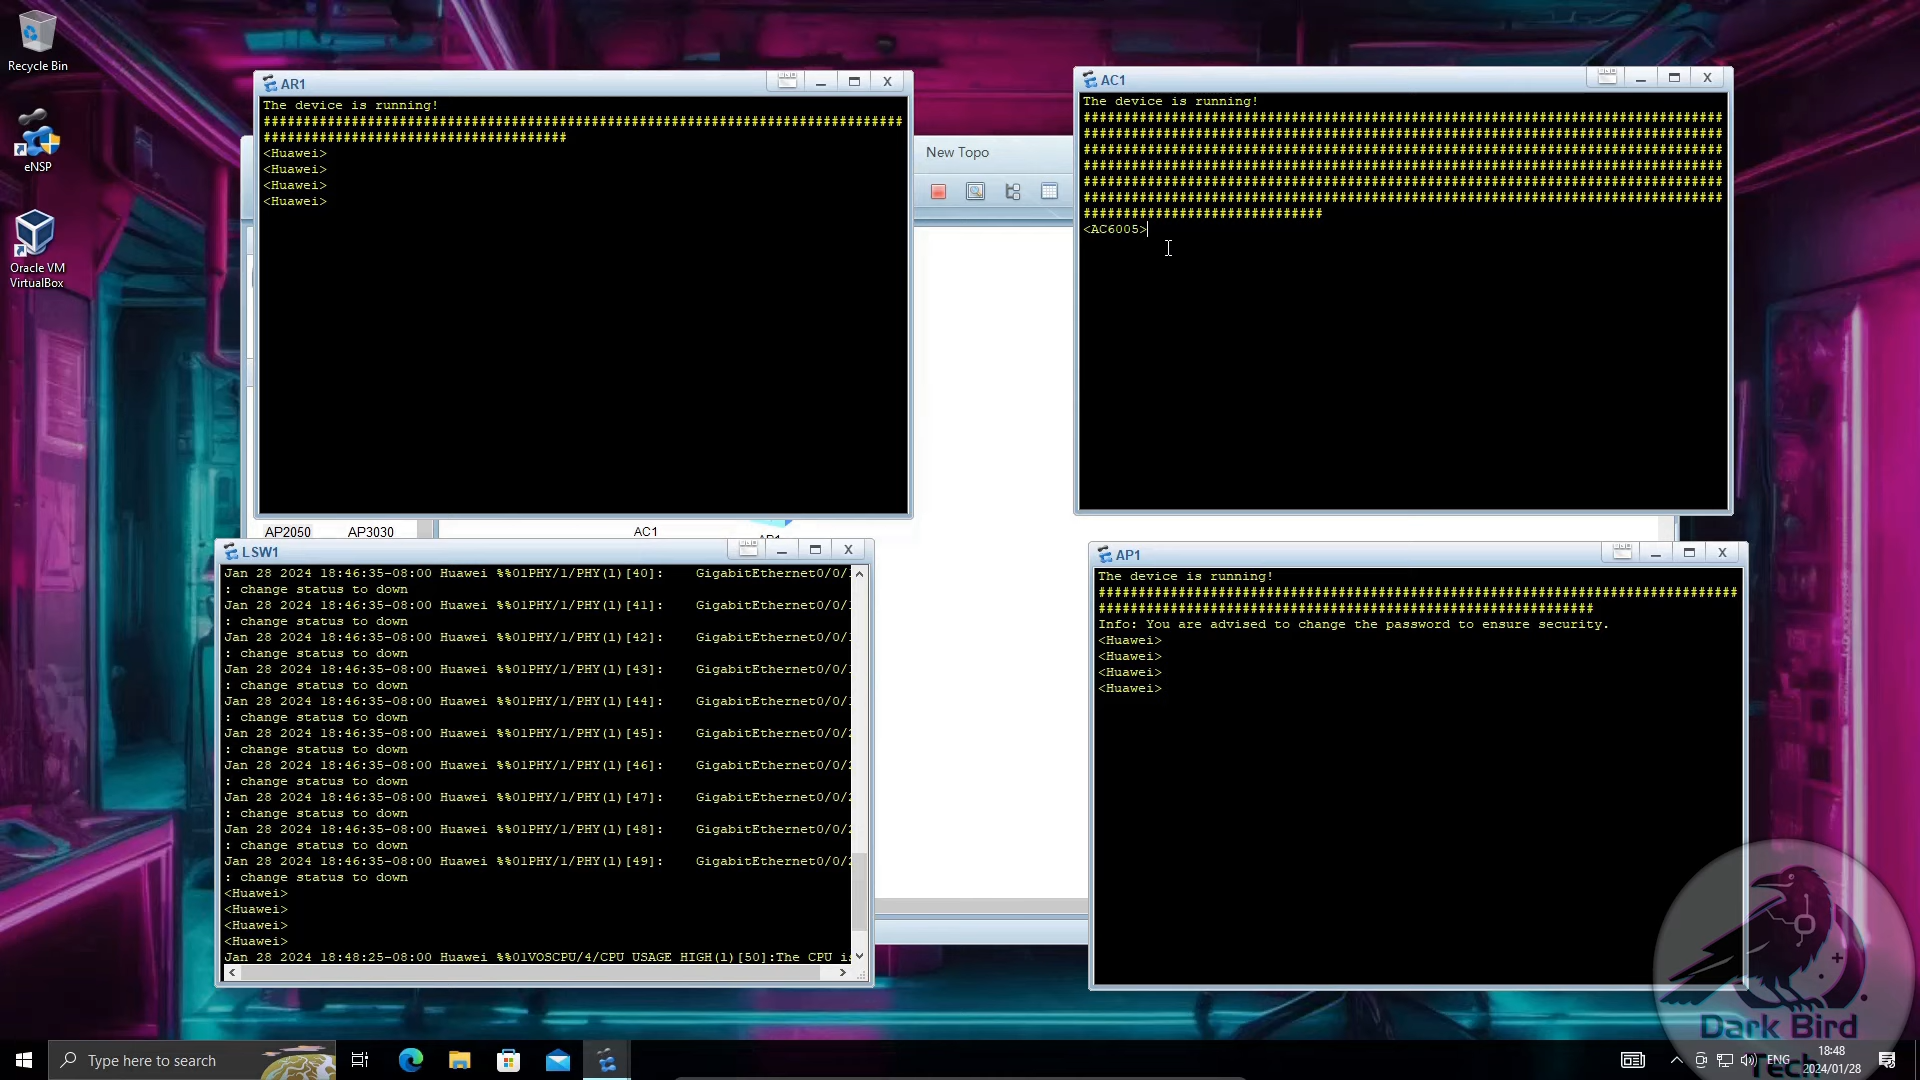 Recycle Bin
eNSP
Oracle VM
VirtualBox
AR1
The device is running!
################################################################################
######################################
<Huawei>
<Huawei>
<Huawei>
<Huawei>
New Topo
AC1
The device is running!
################################################################################
################################################################################
################################################################################
################################################################################
################################################################################
################################################################################
##############################
<AC6005>
AP2050
AP3030
AC1
LSW1
Jan 28 2024 18:46:35-08:00 Huawei %%01PHY/1/PHY(l)[40]:    GigabitEthernet0/0/1
: change status to down
Jan 28 2024 18:46:35-08:00 Huawei %%01PHY/1/PHY(l)[41]:    GigabitEthernet0/0/1
: change status to down
Jan 28 2024 18:46:35-08:00 Huawei %%01PHY/1/PHY(l)[42]:    GigabitEthernet0/0/1
: change status to down
Jan 28 2024 18:46:35-08:00 Huawei %%01PHY/1/PHY(l)[43]:    GigabitEthernet0/0/1
: change status to down
Jan 28 2024 18:46:35-08:00 Huawei %%01PHY/1/PHY(l)[44]:    GigabitEthernet0/0/1
: change status to down
Jan 28 2024 18:46:35-08:00 Huawei %%01PHY/1/PHY(l)[45]:    GigabitEthernet0/0/2
: change status to down
Jan 28 2024 18:46:35-08:00 Huawei %%01PHY/1/PHY(l)[46]:    GigabitEthernet0/0/2
: change status to down
Jan 28 2024 18:46:35-08:00 Huawei %%01PHY/1/PHY(l)[47]:    GigabitEthernet0/0/2
: change status to down
Jan 28 2024 18:46:35-08:00 Huawei %%01PHY/1/PHY(l)[48]:    GigabitEthernet0/0/2
: change status to down
Jan 28 2024 18:46:35-08:00 Huawei %%01PHY/1/PHY(l)[49]:    GigabitEthernet0/0/2
: change status to down
<Huawei>
<Huawei>
<Huawei>
<Huawei>
Jan 28 2024 18:48:25-08:00 Huawei %%01VOSCPU/4/CPU_USAGE_HIGH(l)[50]:The CPU is
AP1
The device is running!
################################################################################
##############################################################
Info: You are advised to change the password to ensure security.
<Huawei>
<Huawei>
<Huawei>
<Huawei>
Dark Bird
Tech
Type here to search
ENG
18:48
2024/01/28